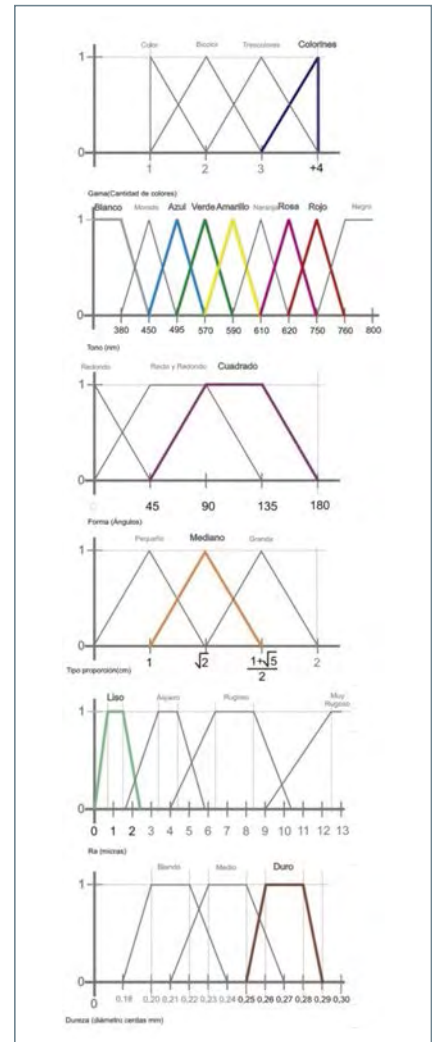 Color Bicolor Trescolores Colorines
1
0
1 2 3 +4
Gama(Cantidad de colores)
Blanco Morado Azul Verde Amarillo Naranja Rosa Rojo Negro
1
0
380 450 495 570 590 610 620 750 760 800
Tono (nm)
Redondo Recto y Redondo Cuadrado
1
0
45 90 135 180
Forma (Ángulos)
Pequeño Mediano Grande
1
0
1 √2 1+√5 2
2
Tipo proporción(cm)
Liso Áspero Rugoso Muy
Rugoso
1
0
0 1 2 3 4 5 6 7 8 9 10 11 12 13
Ra (micras)
Blando Medio Duro
1
0
0 0,18 0,20 0,21 0,22 0,23 0,24 0,25 0,26 0,27 0,28 0,29 0,30
Dureza (diámetro cerdas mm)